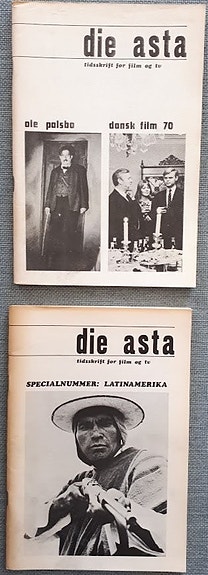 die asta
tidsskrift for film og tv
ole palsbo dansk film 70
die asta
tidsskrift for film og tv
SPECIALNUMMER: LATINAMERIKA